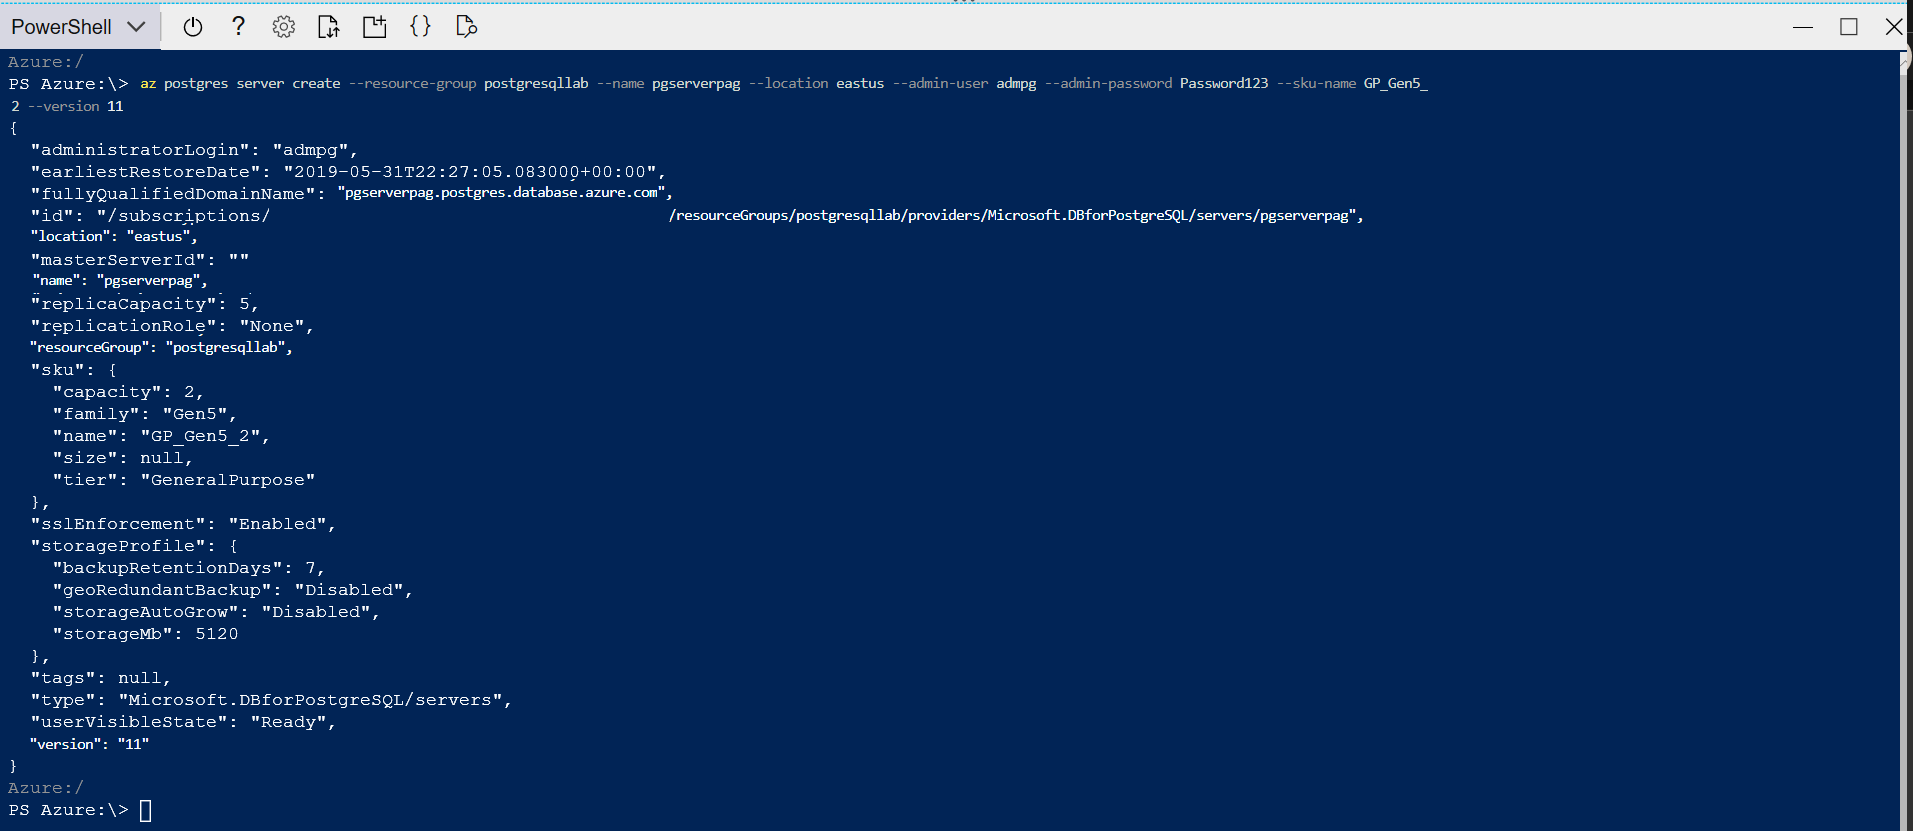 PowerShell
Azure:/
PS Azure:\> az postgres server create --resource-group postgresqllab --name pgserverpag --location eastus --admin-user admpg --admin-password Password123 --sku-name GP_Gen5_
2 --version 11
{
"administratorLogin": "admpg",
"earliestRestoreDate": "2019-05-31T22:27:05.083000+00:00",
"fullyQualifiedDomainName": "pgserverpag.postgres.database.azure.com",
"id": "/subscriptions/ /resourceGroups/postgresqllab/providers/Microsoft.DBforPostgreSQL/servers/pgserverpag",
"location": "eastus",
"masterServerId": ""
"name": "pgserverpag",
"replicaCapacity": 5,
"replicationRole": "None",
"resourceGroup": "postgresqllab",
"sku": {
"capacity": 2,
"family": "Gen5",
"name": "GP_Gen5_2",
"size": null,
"tier": "GeneralPurpose"
},
"sslEnforcement": "Enabled",
"storageProfile": {
"backupRetentionDays": 7,
"geoRedundantBackup": "Disabled",
"storageAutoGrow": "Disabled",
"storageMb": 5120
},
"tags": null,
"type": "Microsoft.DBforPostgreSQL/servers",
"userVisibleState": "Ready",
"version": "11"
}
Azure:/
PS Azure:\>